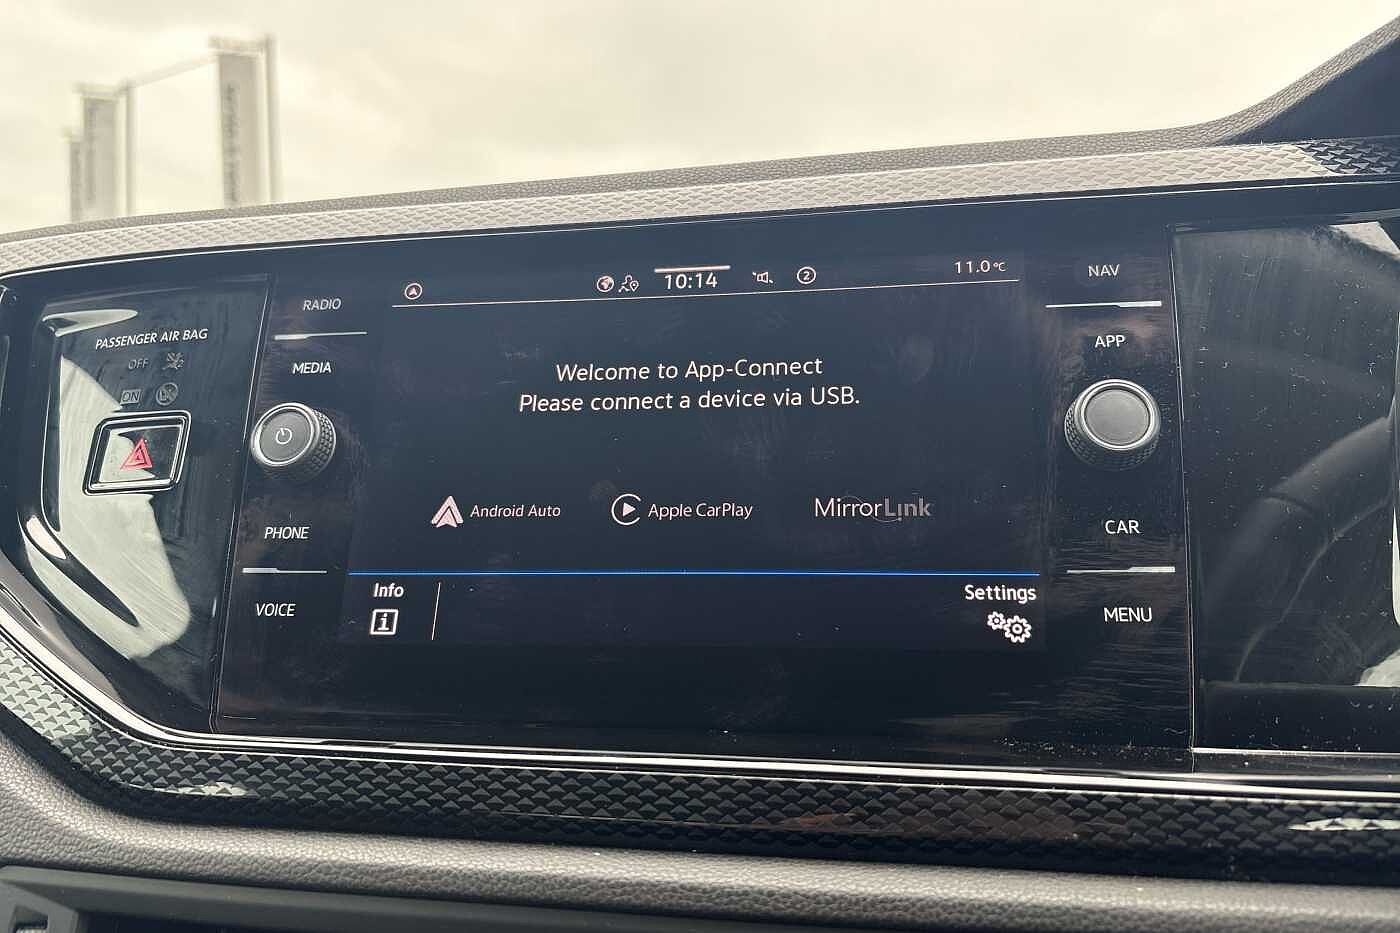 PASSENGER AIR BAG
OFF
ON
RADIO
MEDIA
PHONE
VOICE
10:14
2
11.0°C
Welcome to App-Connect
Please connect a device via USB.
Android Auto
Apple CarPlay
MirrorLink
Info
i
Settings
NAV
APP
CAR
MENU